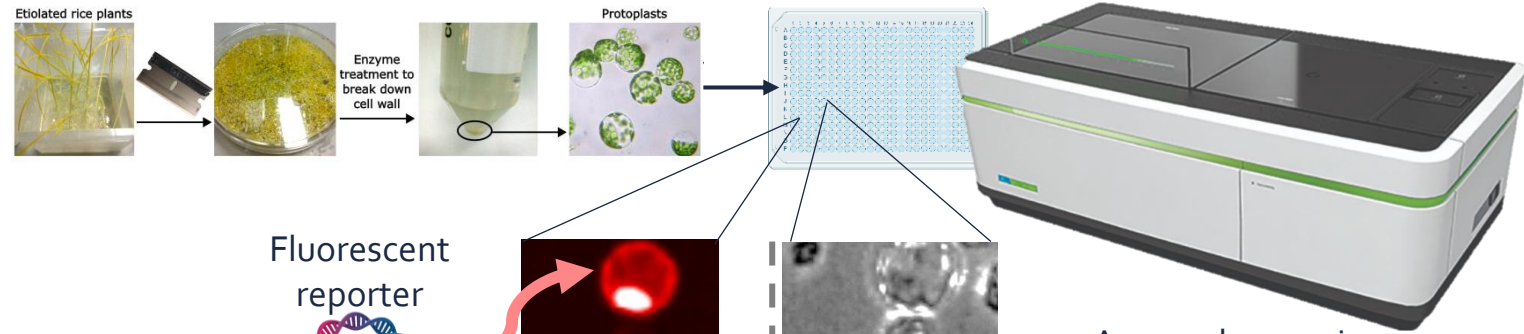 Etiolated rice plants
Enzyme
treatment to
break down
cell wall
Protoplasts
Fluorescent
reporter